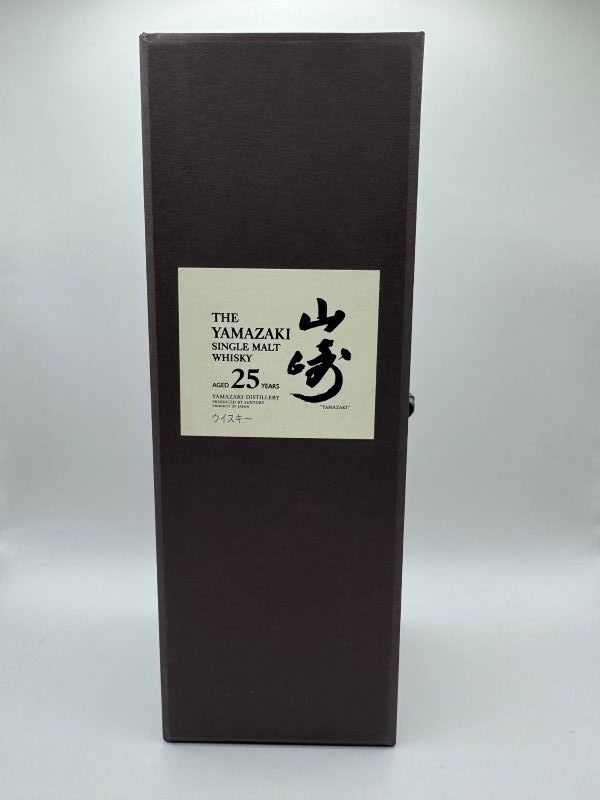 THE
YAMAZAKI
SINGLE MALT
WHISKY
AGED 25 YEARS
YAMAZAKI DISTILLERY
PRODUCED BY SUNTORY
PRODUCT OF JAPAN
ウイスキー
山崎
"YAMAZAKI"